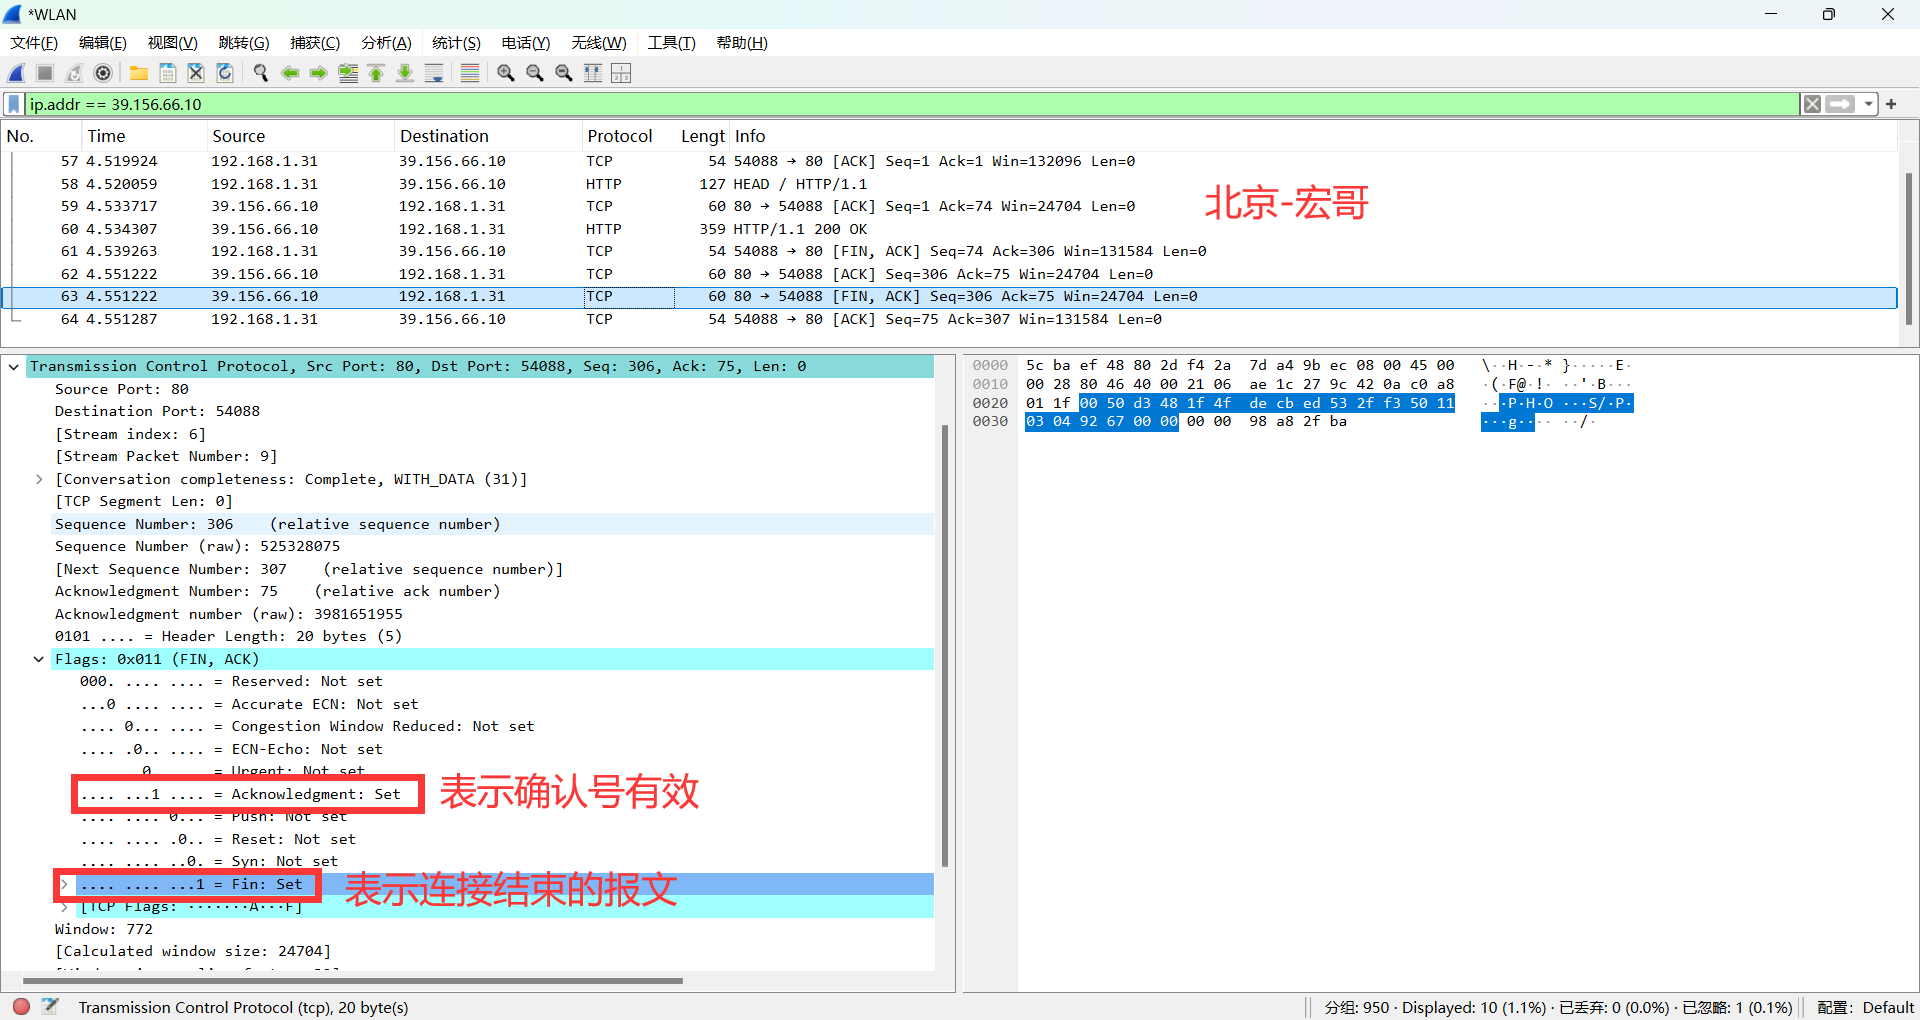 *WLAN
文件(F) 编辑(E) 视图(V) 跳转(G) 捕获(C) 分析(A) 统计(S) 电话(Y) 无线(W) 工具(T) 帮助(H)
ip.addr == 39.156.66.10
No. Time Source Destination Protocol Lengt Info
57 4.519924 192.168.1.31 39.156.66.10 TCP 54 54088 → 80 [ACK] Seq=1 Ack=1 Win=132096 Len=0
58 4.520059 192.168.1.31 39.156.66.10 HTTP 127 HEAD / HTTP/1.1
59 4.533717 39.156.66.10 192.168.1.31 TCP 60 80 → 54088 [ACK] Seq=1 Ack=74 Win=24704 Len=0
北京-宏哥
60 4.534307 39.156.66.10 192.168.1.31 HTTP 359 HTTP/1.1 200 OK
61 4.539263 192.168.1.31 39.156.66.10 TCP 54 54088 → 80 [FIN, ACK] Seq=74 Ack=306 Win=131584 Len=0
62 4.551222 39.156.66.10 192.168.1.31 TCP 60 80 → 54088 [ACK] Seq=306 Ack=75 Win=24704 Len=0
63 4.551222 39.156.66.10 192.168.1.31 TCP 60 80 → 54088 [FIN, ACK] Seq=306 Ack=75 Win=24704 Len=0
64 4.551287 192.168.1.31 39.156.66.10 TCP 54 54088 → 80 [ACK] Seq=75 Ack=307 Win=131584 Len=0
Transmission Control Protocol, Src Port: 80, Dst Port: 54088, Seq: 306, Ack: 75, Len: 0
Source Port: 80
Destination Port: 54088
[Stream index: 6]
[Stream Packet Number: 9]
[Conversation completeness: Complete, WITH_DATA (31)]
[TCP Segment Len: 0]
Sequence Number: 306 (relative sequence number)
Sequence Number (raw): 525328075
[Next Sequence Number: 307 (relative sequence number)]
Acknowledgment Number: 75 (relative ack number)
Acknowledgment number (raw): 3981651955
0101 .... = Header Length: 20 bytes (5)
Flags: 0x011 (FIN, ACK)
000. .... .... = Reserved: Not set
...0 .... .... = Accurate ECN: Not set
.... 0... .... = Congestion Window Reduced: Not set
.... .0.. .... = ECN-Echo: Not set
.... ..0. .... = Urgent: Not set
.... ...1 .... = Acknowledgment: Set
表示确认号有效
.... .... 0... = Push: Not set
.... .... .0.. = Reset: Not set
.... .... ..0. = Syn: Not set
.... .... ...1 = Fin: Set
表示连接结束的报文
[TCP Flags: ·······A···F]
Window: 772
[Calculated window size: 24704]
0000 5c ba ef 48 80 2d f4 2a 7d a4 9b ec 08 00 45 00 \··H·-·* }·····E·
0010 00 28 80 46 40 00 21 06 ae 1c 27 9c 42 0a c0 a8 ·(·F@·!· ··'·B···
0020 01 1f 00 50 d3 48 1f 4f de cb ed 53 2f f3 50 11 ···P·H·O ···S/·P·
0030 03 04 92 67 00 00 00 00 98 a8 2f ba ···g···· ··/·
Transmission Control Protocol (tcp), 20 byte(s)
分组: 950 · Displayed: 10 (1.1%) · 已丢弃: 0 (0.0%) · 已忽略: 1 (0.1%)
配置: Default